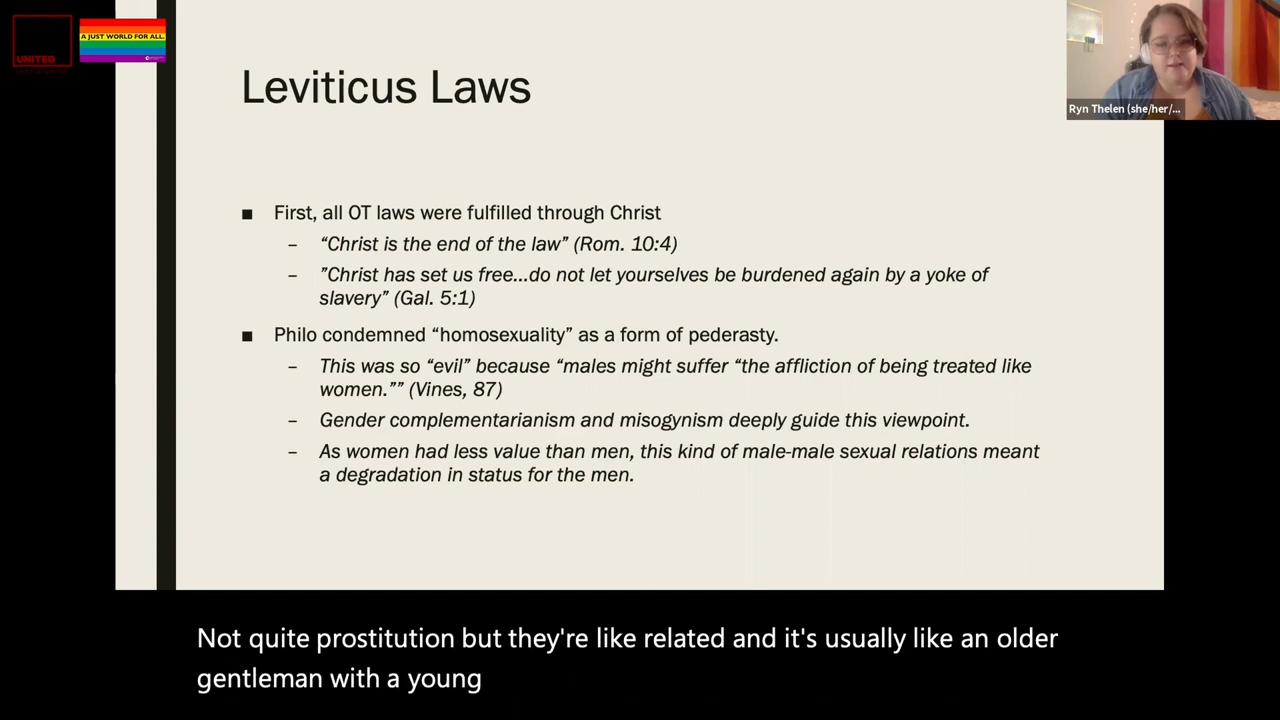 UNITED
A JUST WORLD FOR ALL.
Ryn Thelen (she/her/...
Leviticus Laws
■ First, all OT laws were fulfilled through Christ
– “Christ is the end of the law” (Rom. 10:4)
– ”Christ has set us free...do not let yourselves be burdened again by a yoke of
slavery” (Gal. 5:1)
■ Philo condemned “homosexuality” as a form of pederasty.
– This was so “evil” because “males might suffer “the affliction of being treated like
women.”” (Vines, 87)
– Gender complementarianism and misogynism deeply guide this viewpoint.
– As women had less value than men, this kind of male-male sexual relations meant
a degradation in status for the men.
Not quite prostitution but they're like related and it's usually like an older
gentleman with a young